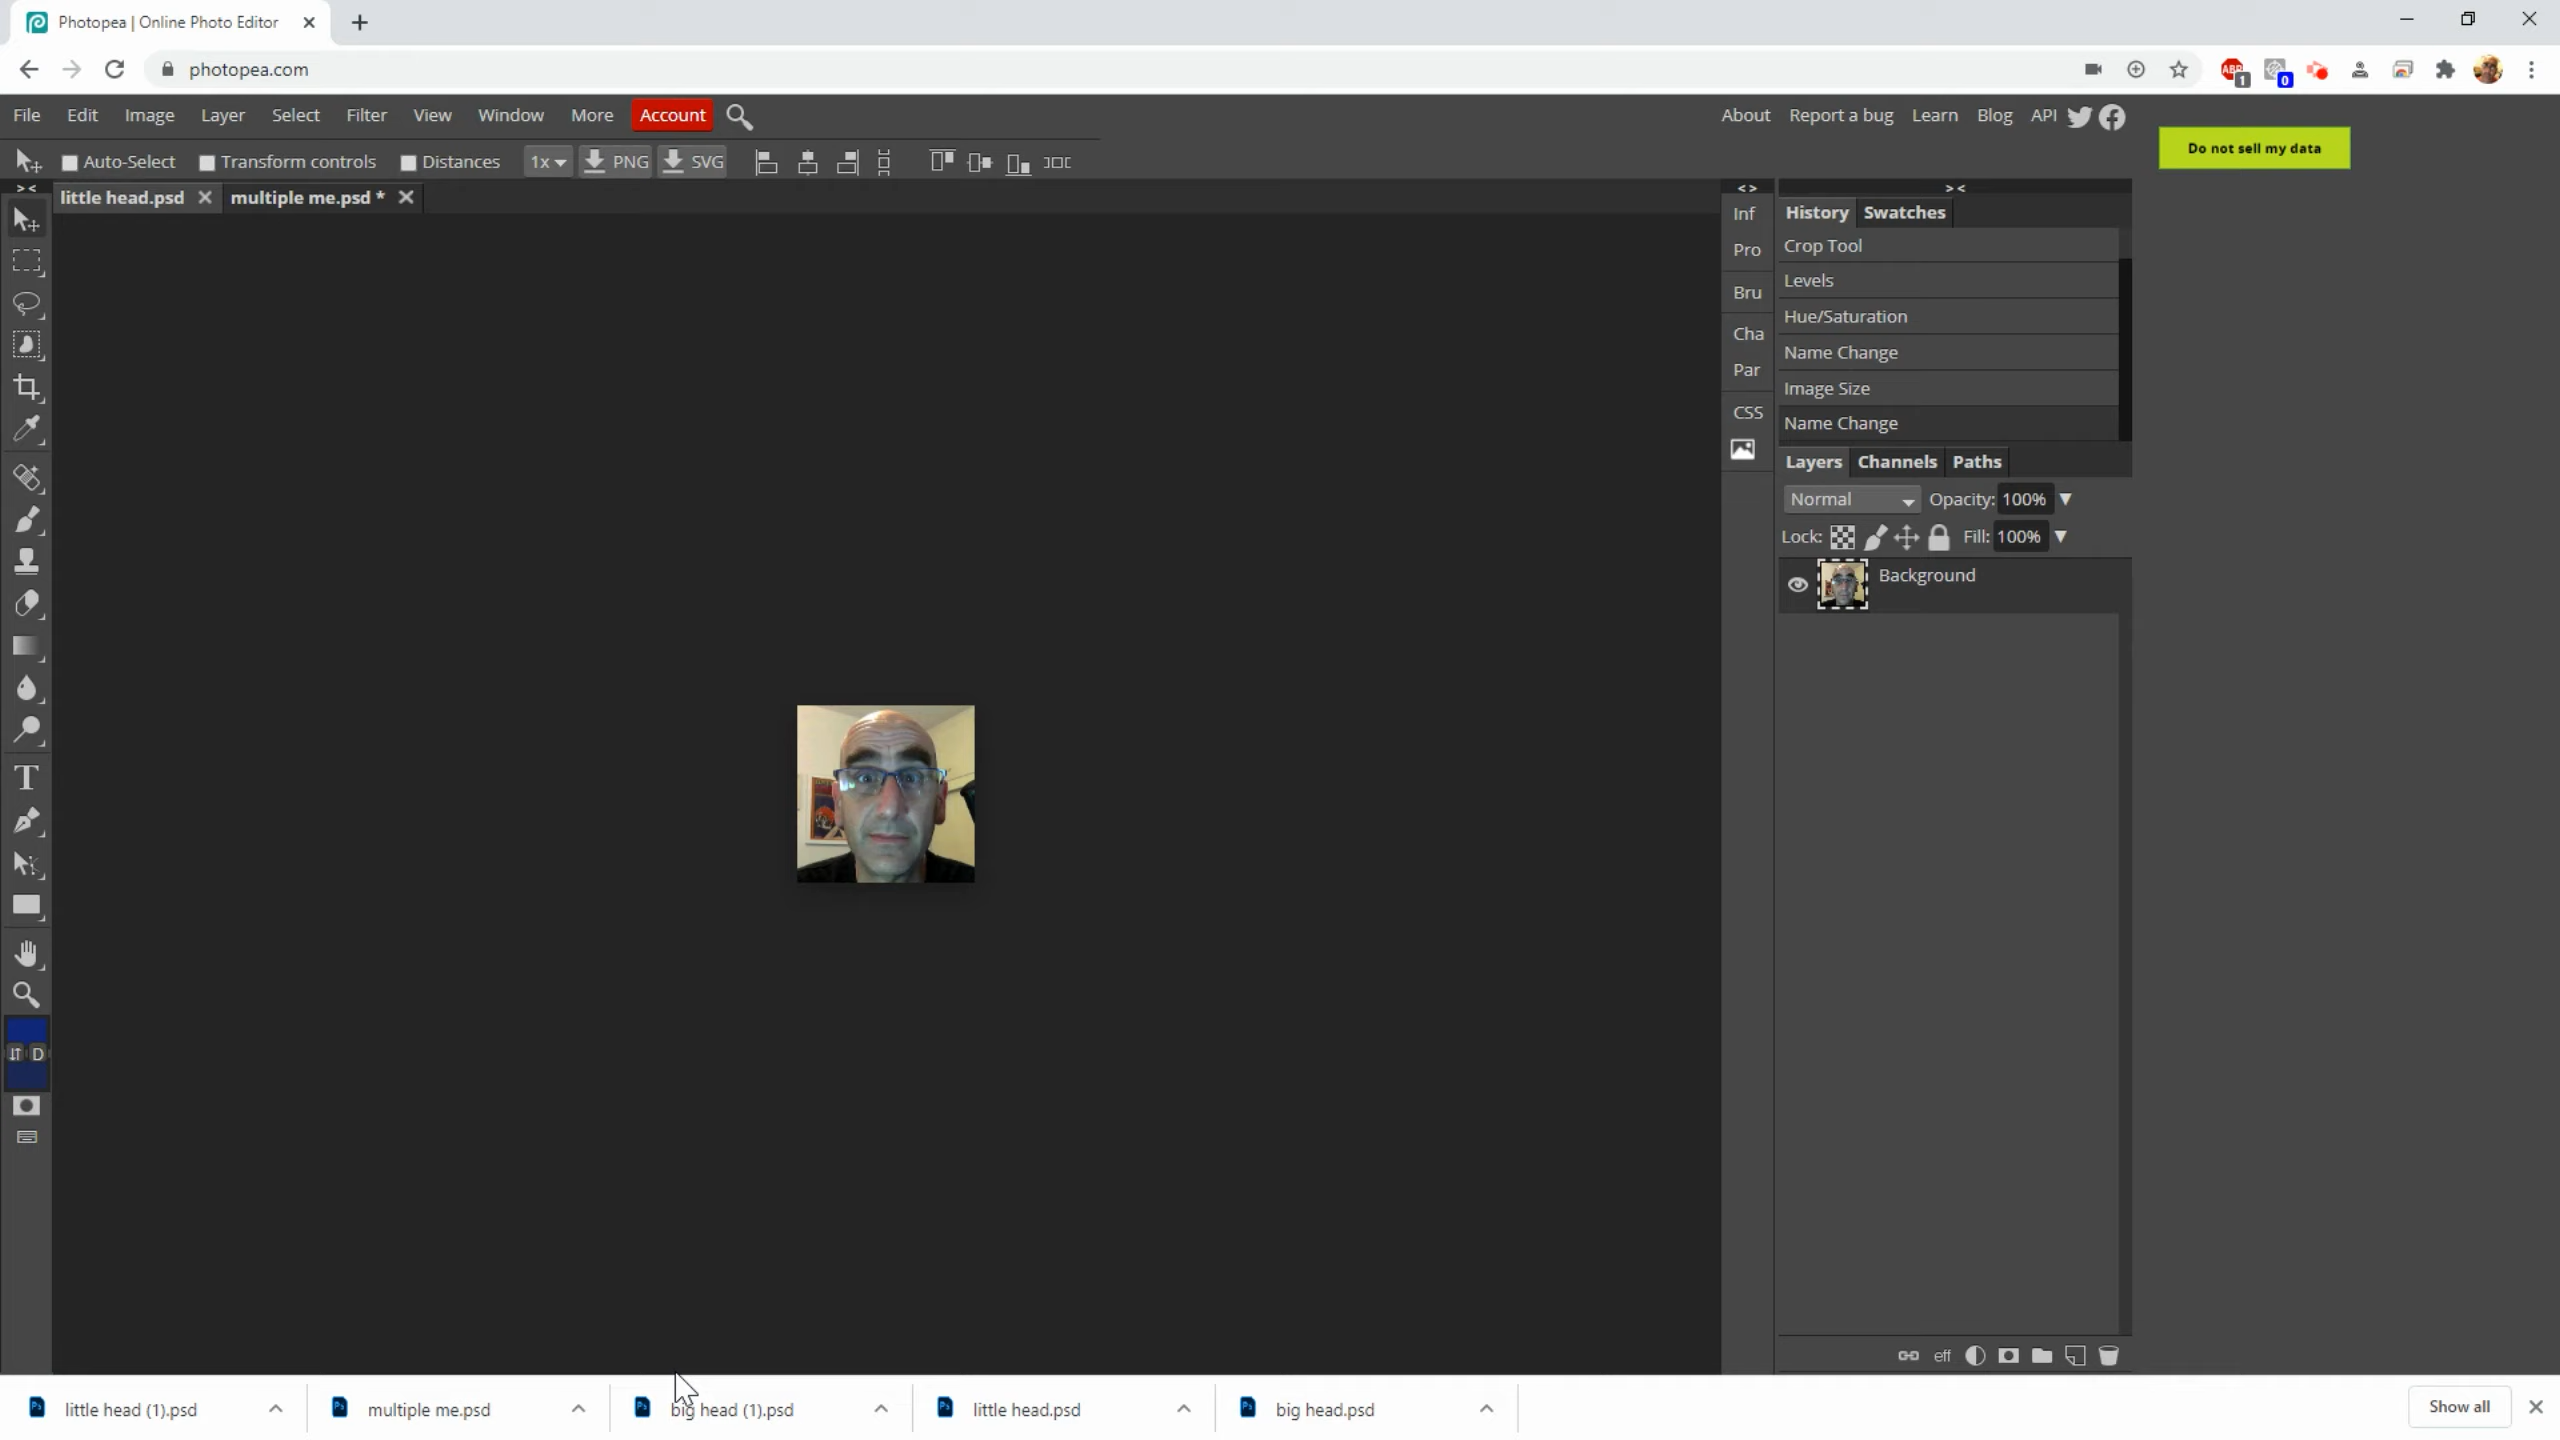 Photopea | Online Photo Editor
photopea.com
ABP 1 0
File Edit Image Layer Select Filter View Window More Account
About Report a bug Learn Blog API
Do not sell my data
Auto-Select Transform controls Distances 1x PNG SVG
> <
little head.psd multiple me.psd *
< >
> <
Inf
Pro
Bru
Cha
Par
CSS
History Swatches
Crop Tool
Levels
Hue/Saturation
Name Change
Image Size
Name Change
Layers Channels Paths
Normal Opacity: 100%
Lock: Fill: 100%
Background
T
D
eff
little head (1).psd multiple me.psd big head (1).psd little head.psd big head.psd
Show all